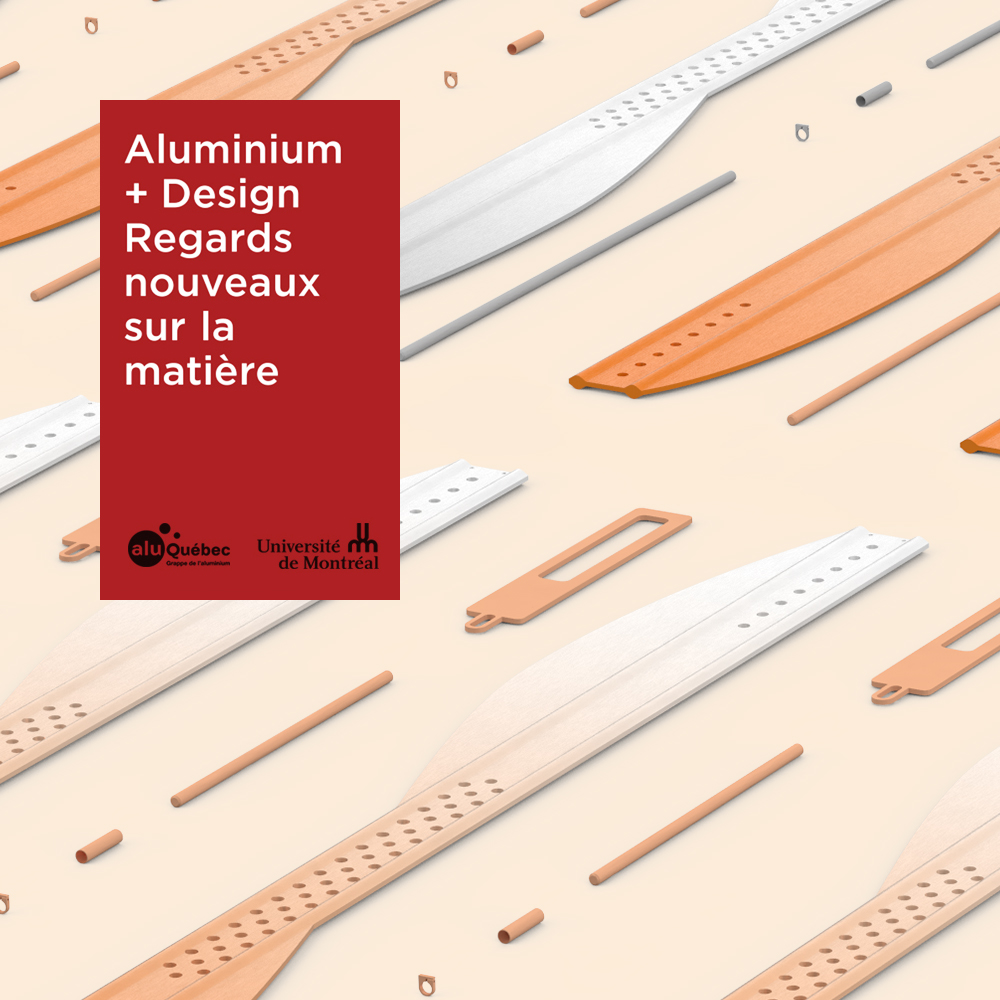 Aluminium
+ Design
Regards
nouveaux
sur la
matière
aluQuébec
Grappe de l'aluminium
Université
de Montréal